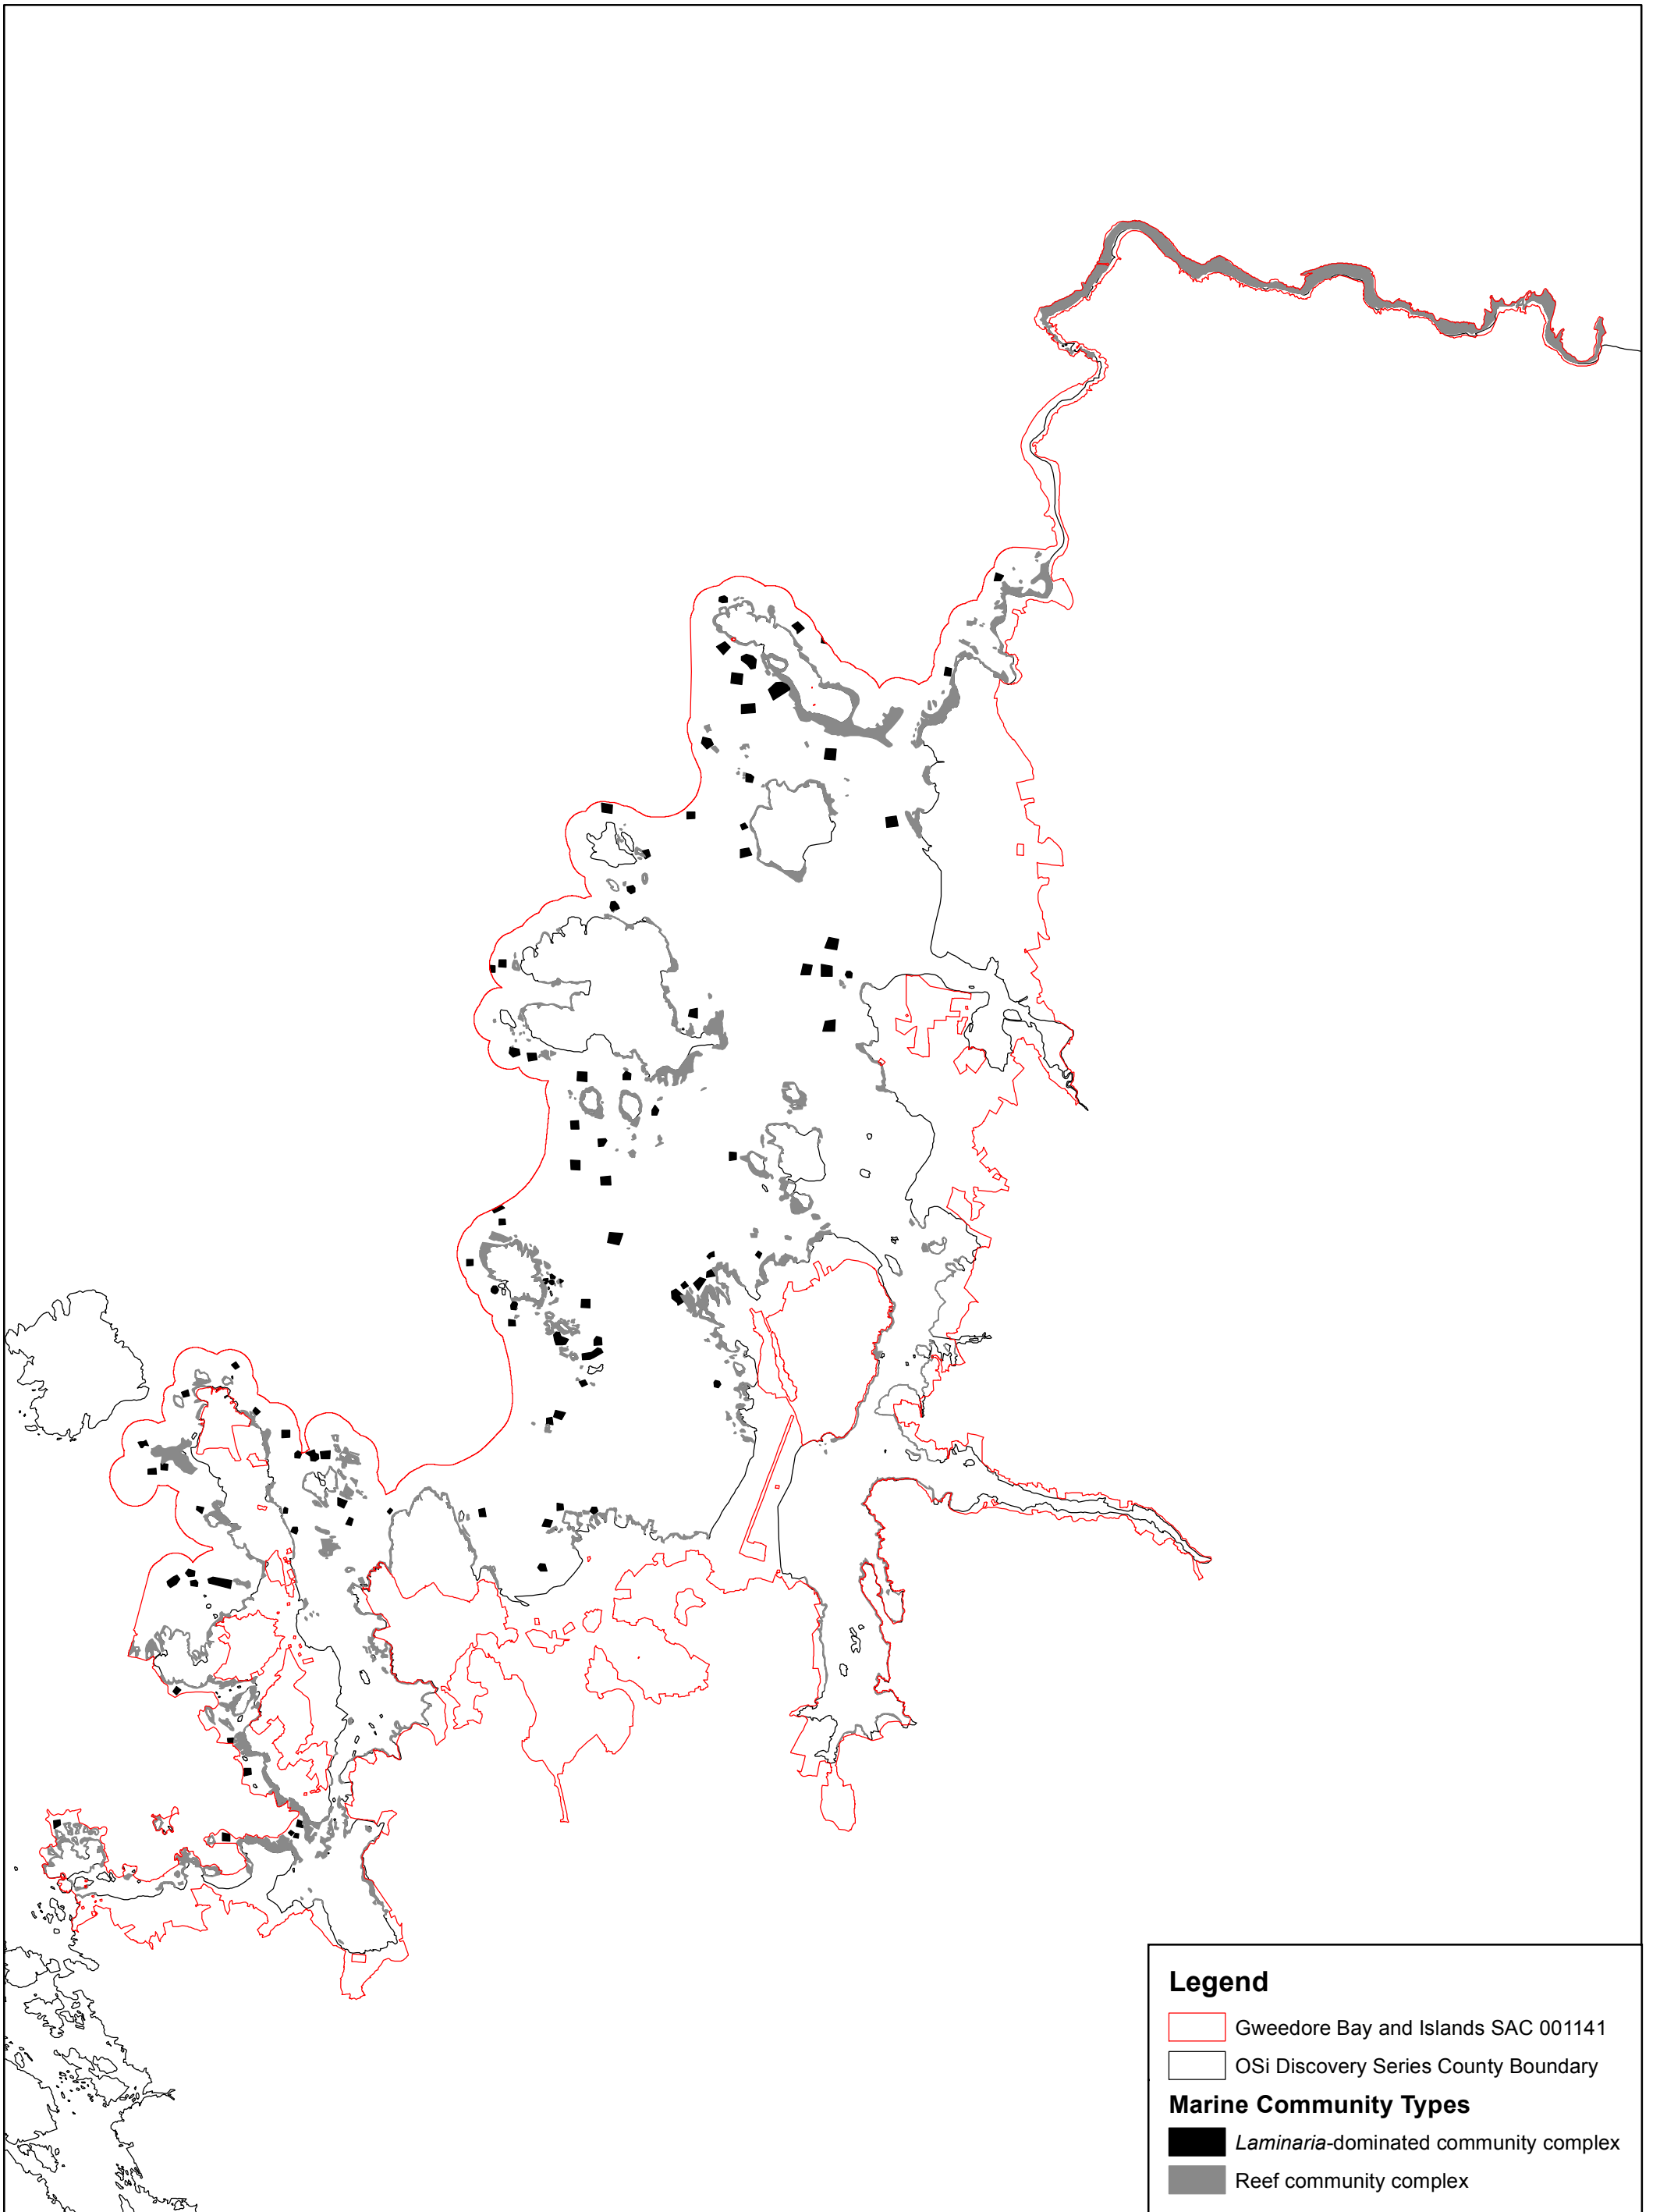 Legend
Gweedore Bay and Islands SAC 001141
OSi Discovery Series County Boundary
Marine Community Types
Laminaria-dominated community complex
Reef community complex